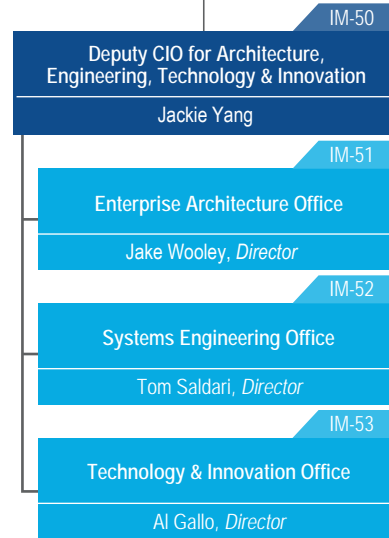 IM-50
Deputy CIO for Architecture,
Engineering, Technology & Innovation
Jackie Yang
IM-51
Enterprise Architecture Office
Jake Wooley, Director
IM-52
Systems Engineering Office
Tom Saldari, Director
IM-53
Technology & Innovation Office
Al Gallo, Director